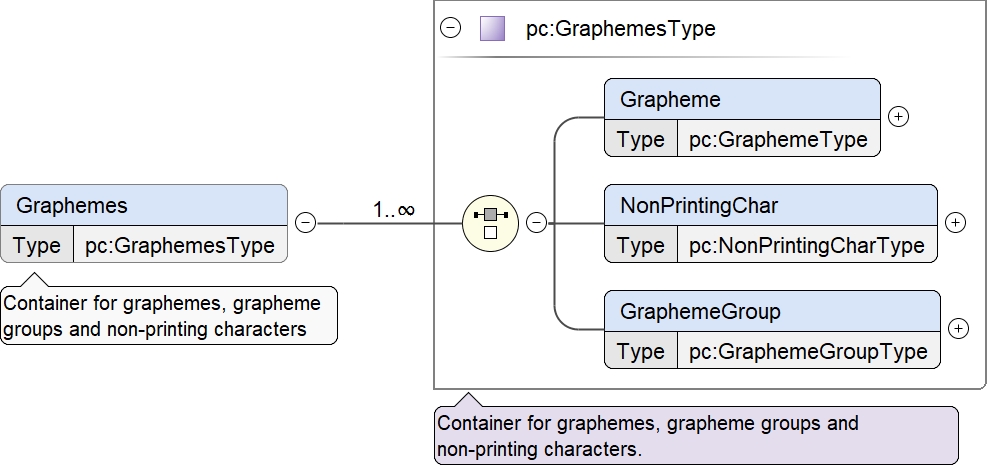 pc:GraphemesType
Grapheme
Type pc:GraphemeType
Graphemes
Type pc:GraphemesType
1..∞
NonPrintingChar
Type pc:NonPrintingCharType
Container for graphemes, grapheme
groups and non-printing characters
GraphemeGroup
Type pc:GraphemeGroupType
Container for graphemes, grapheme groups and
non-printing characters.